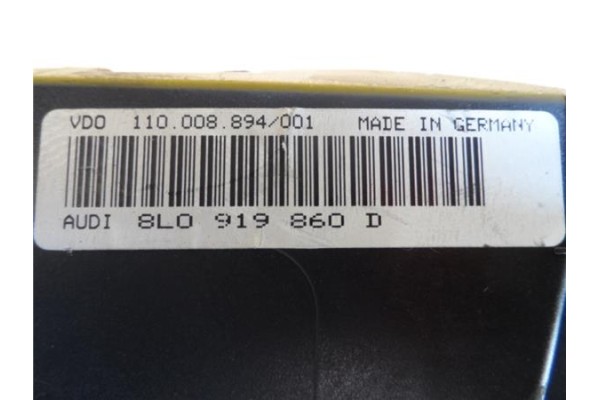 VDO 110.008.894/001 MADE IN GERMANY
AUDI 8L0 919 860 D